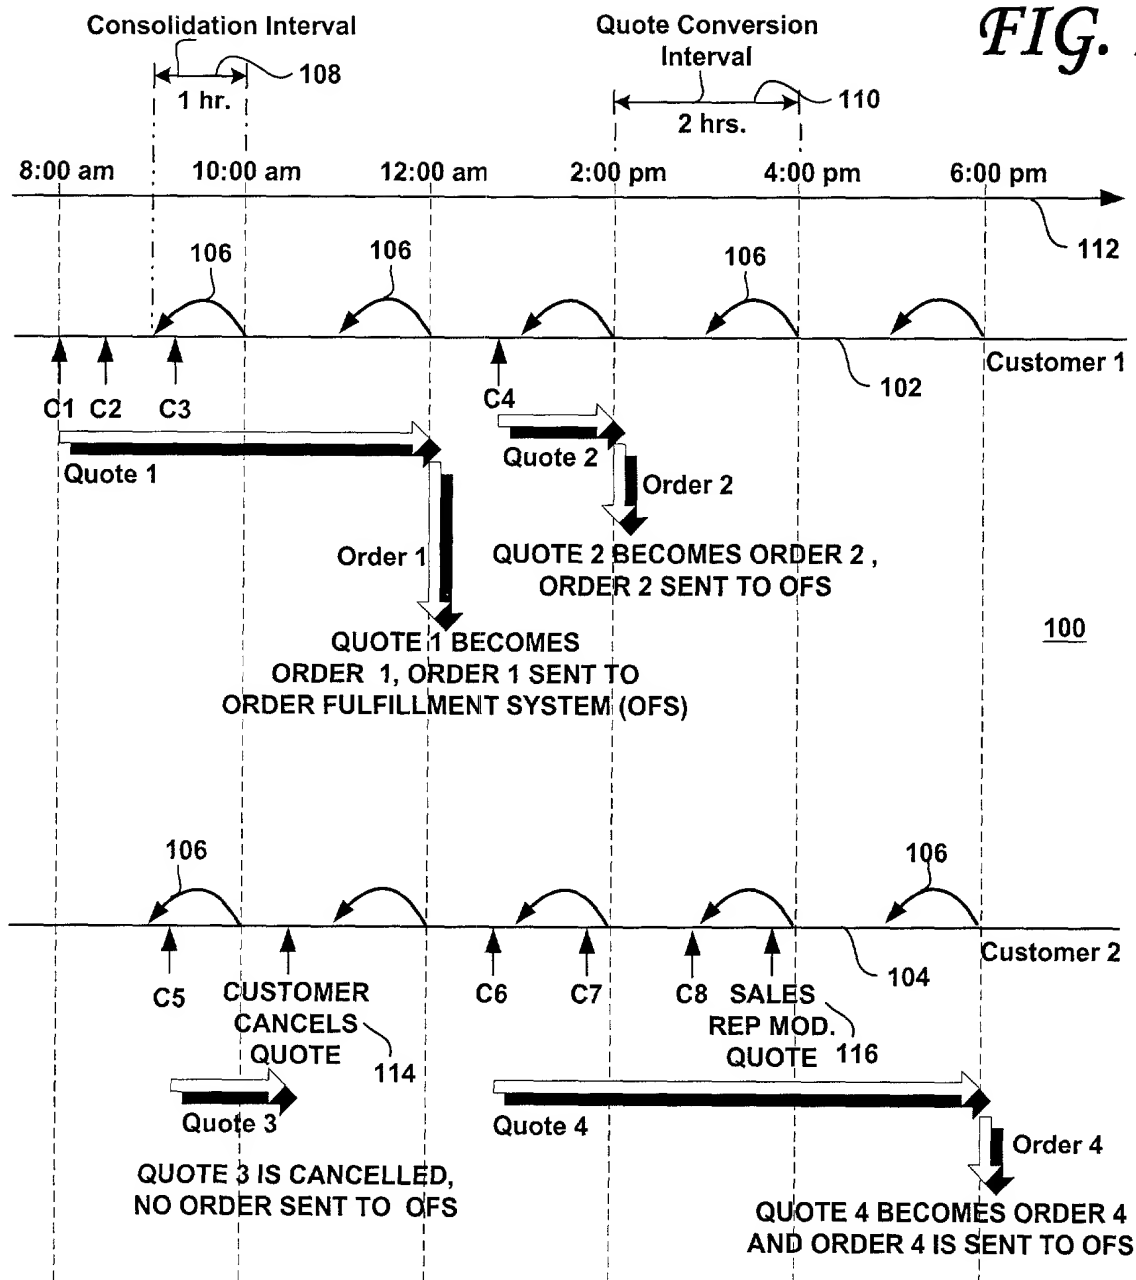 FIG.
Consolidation Interval
108
1 hr.
Quote Conversion
Interval
110
2 hrs.
8:00 am 10:00 am 12:00 am 2:00 pm 4:00 pm 6:00 pm
112
106 106 106
Customer 1
102
C1 C2 C3 C4
Quote 1
Quote 2
Order 2
Order 1
QUOTE 2 BECOMES ORDER 2 ,
ORDER 2 SENT TO OFS
QUOTE 1 BECOMES
ORDER 1, ORDER 1 SENT TO
ORDER FULFILLMENT SYSTEM (OFS)
100
106 106
Customer 2
104
C5 CUSTOMER
CANCELS
QUOTE
114
C6 C7 C8 SALES
REP MOD.
QUOTE 116
Quote 3
Quote 4
QUOTE 3 IS CANCELLED,
NO ORDER SENT TO OFS
Order 4
QUOTE 4 BECOMES ORDER 4
AND ORDER 4 IS SENT TO OFS